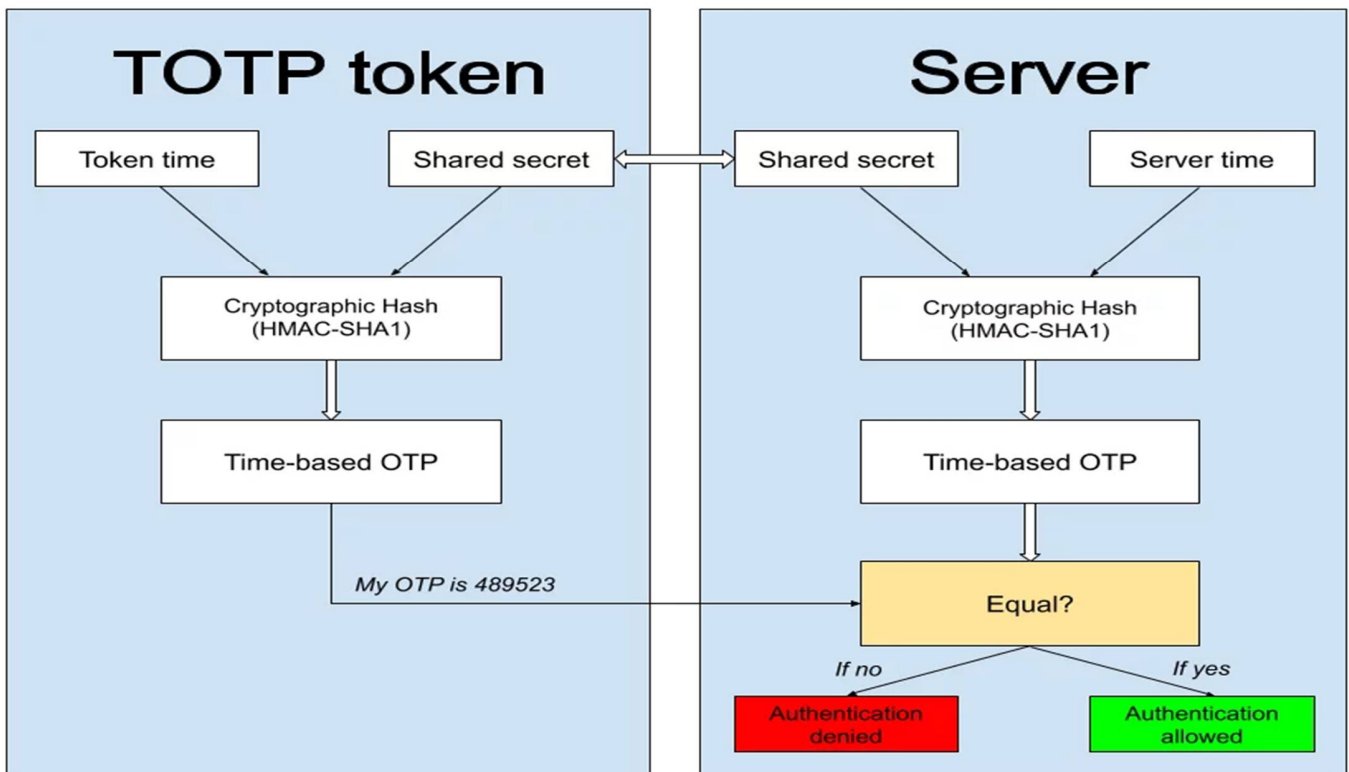 TOTP token
Server
Token time
Shared secret
Shared secret
Server time
Cryptographic Hash
(HMAC-SHA1)
Cryptographic Hash
(HMAC-SHA1)
Time-based OTP
Time-based OTP
My OTP is 489523
Equal?
If no
If yes
Authentication
denied
Authentication
allowed